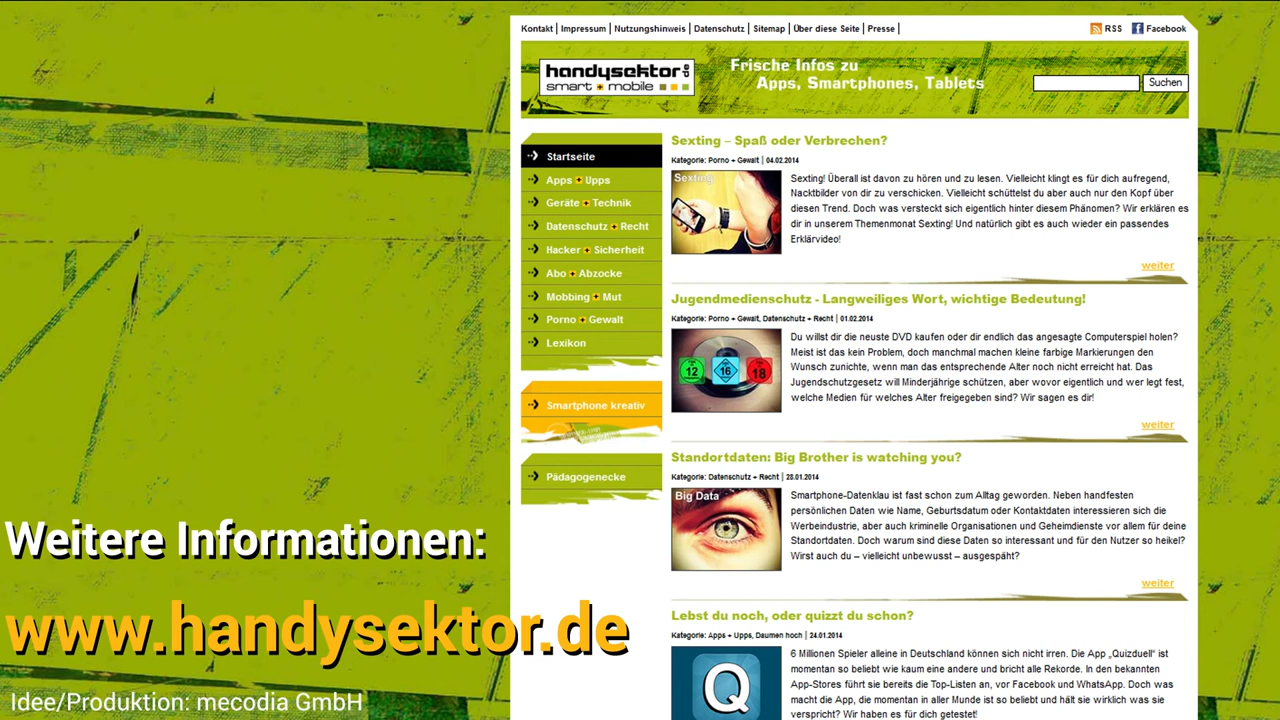 Kontakt | Impressum | Nutzungshinweis | Datenschutz | Sitemap | Über diese Seite | Presse |
RSS Facebook
handysektor.de
smart + mobile
Frische Infos zu
Apps, Smartphones, Tablets
Suchen
Startseite
Apps + Upps
Geräte + Technik
Datenschutz + Recht
Hacker + Sicherheit
Abo + Abzocke
Mobbing + Mut
Porno + Gewalt
Lexikon
Smartphone kreativ
Pädagogenecke
Sexting – Spaß oder Verbrechen?
Kategorie: Porno + Gewalt | 04.02.2014
Sexting
Sexting! Überall ist davon zu hören und zu lesen. Vielleicht klingt es für dich aufregend,
Nacktbilder von dir zu verschicken. Vielleicht schüttelst du aber auch nur den Kopf über
diesen Trend. Doch was versteckt sich eigentlich hinter diesem Phänomen? Wir erklären es
dir in unserem Themenmonat Sexting! Und natürlich gibt es auch wieder ein passendes
Erklärvideo!
weiter
Jugendmedienschutz - Langweiliges Wort, wichtige Bedeutung!
Kategorie: Porno + Gewalt, Datenschutz + Recht | 01.02.2014
12 16 18
Du willst dir die neuste DVD kaufen oder dir endlich das angesagte Computerspiel holen?
Meist ist das kein Problem, doch manchmal machen kleine farbige Markierungen den
Wunsch zunichte, wenn man das entsprechende Alter noch nicht erreicht hat. Das
Jugendschutzgesetz will Minderjährige schützen, aber wovor eigentlich und wer legt fest,
welche Medien für welches Alter freigegeben sind? Wir sagen es dir!
weiter
Standortdaten: Big Brother is watching you?
Kategorie: Datenschutz + Recht | 28.01.2014
Big Data
Smartphone-Datenklau ist fast schon zum Alltag geworden. Neben handfesten
persönlichen Daten wie Name, Geburtsdatum oder Kontaktdaten interessieren sich die
Werbeindustrie, aber auch kriminelle Organisationen und Geheimdienste vor allem für deine
Standortdaten. Doch warum sind diese Daten so interessant und für den Nutzer so heikel?
Wirst auch du – vielleicht unbewusst – ausgespäht?
weiter
Lebst du noch, oder quizzt du schon?
Kategorie: Apps + Upps, Daumen hoch | 24.01.2014
Q
6 Millionen Spieler alleine in Deutschland können sich nicht irren. Die App „Quizduell“ ist
momentan so beliebt wie kaum eine andere und bricht alle Rekorde. In den bekannten
App-Stores führt sie bereits die Top-Listen an, vor Facebook und WhatsApp. Doch was
macht die App, die momentan in aller Munde ist so beliebt und hält sie wirklich was sie
verspricht? Wir haben es für dich getestet!
Weitere Informationen:
www.handysektor.de
Idee/Produktion: mecodia GmbH